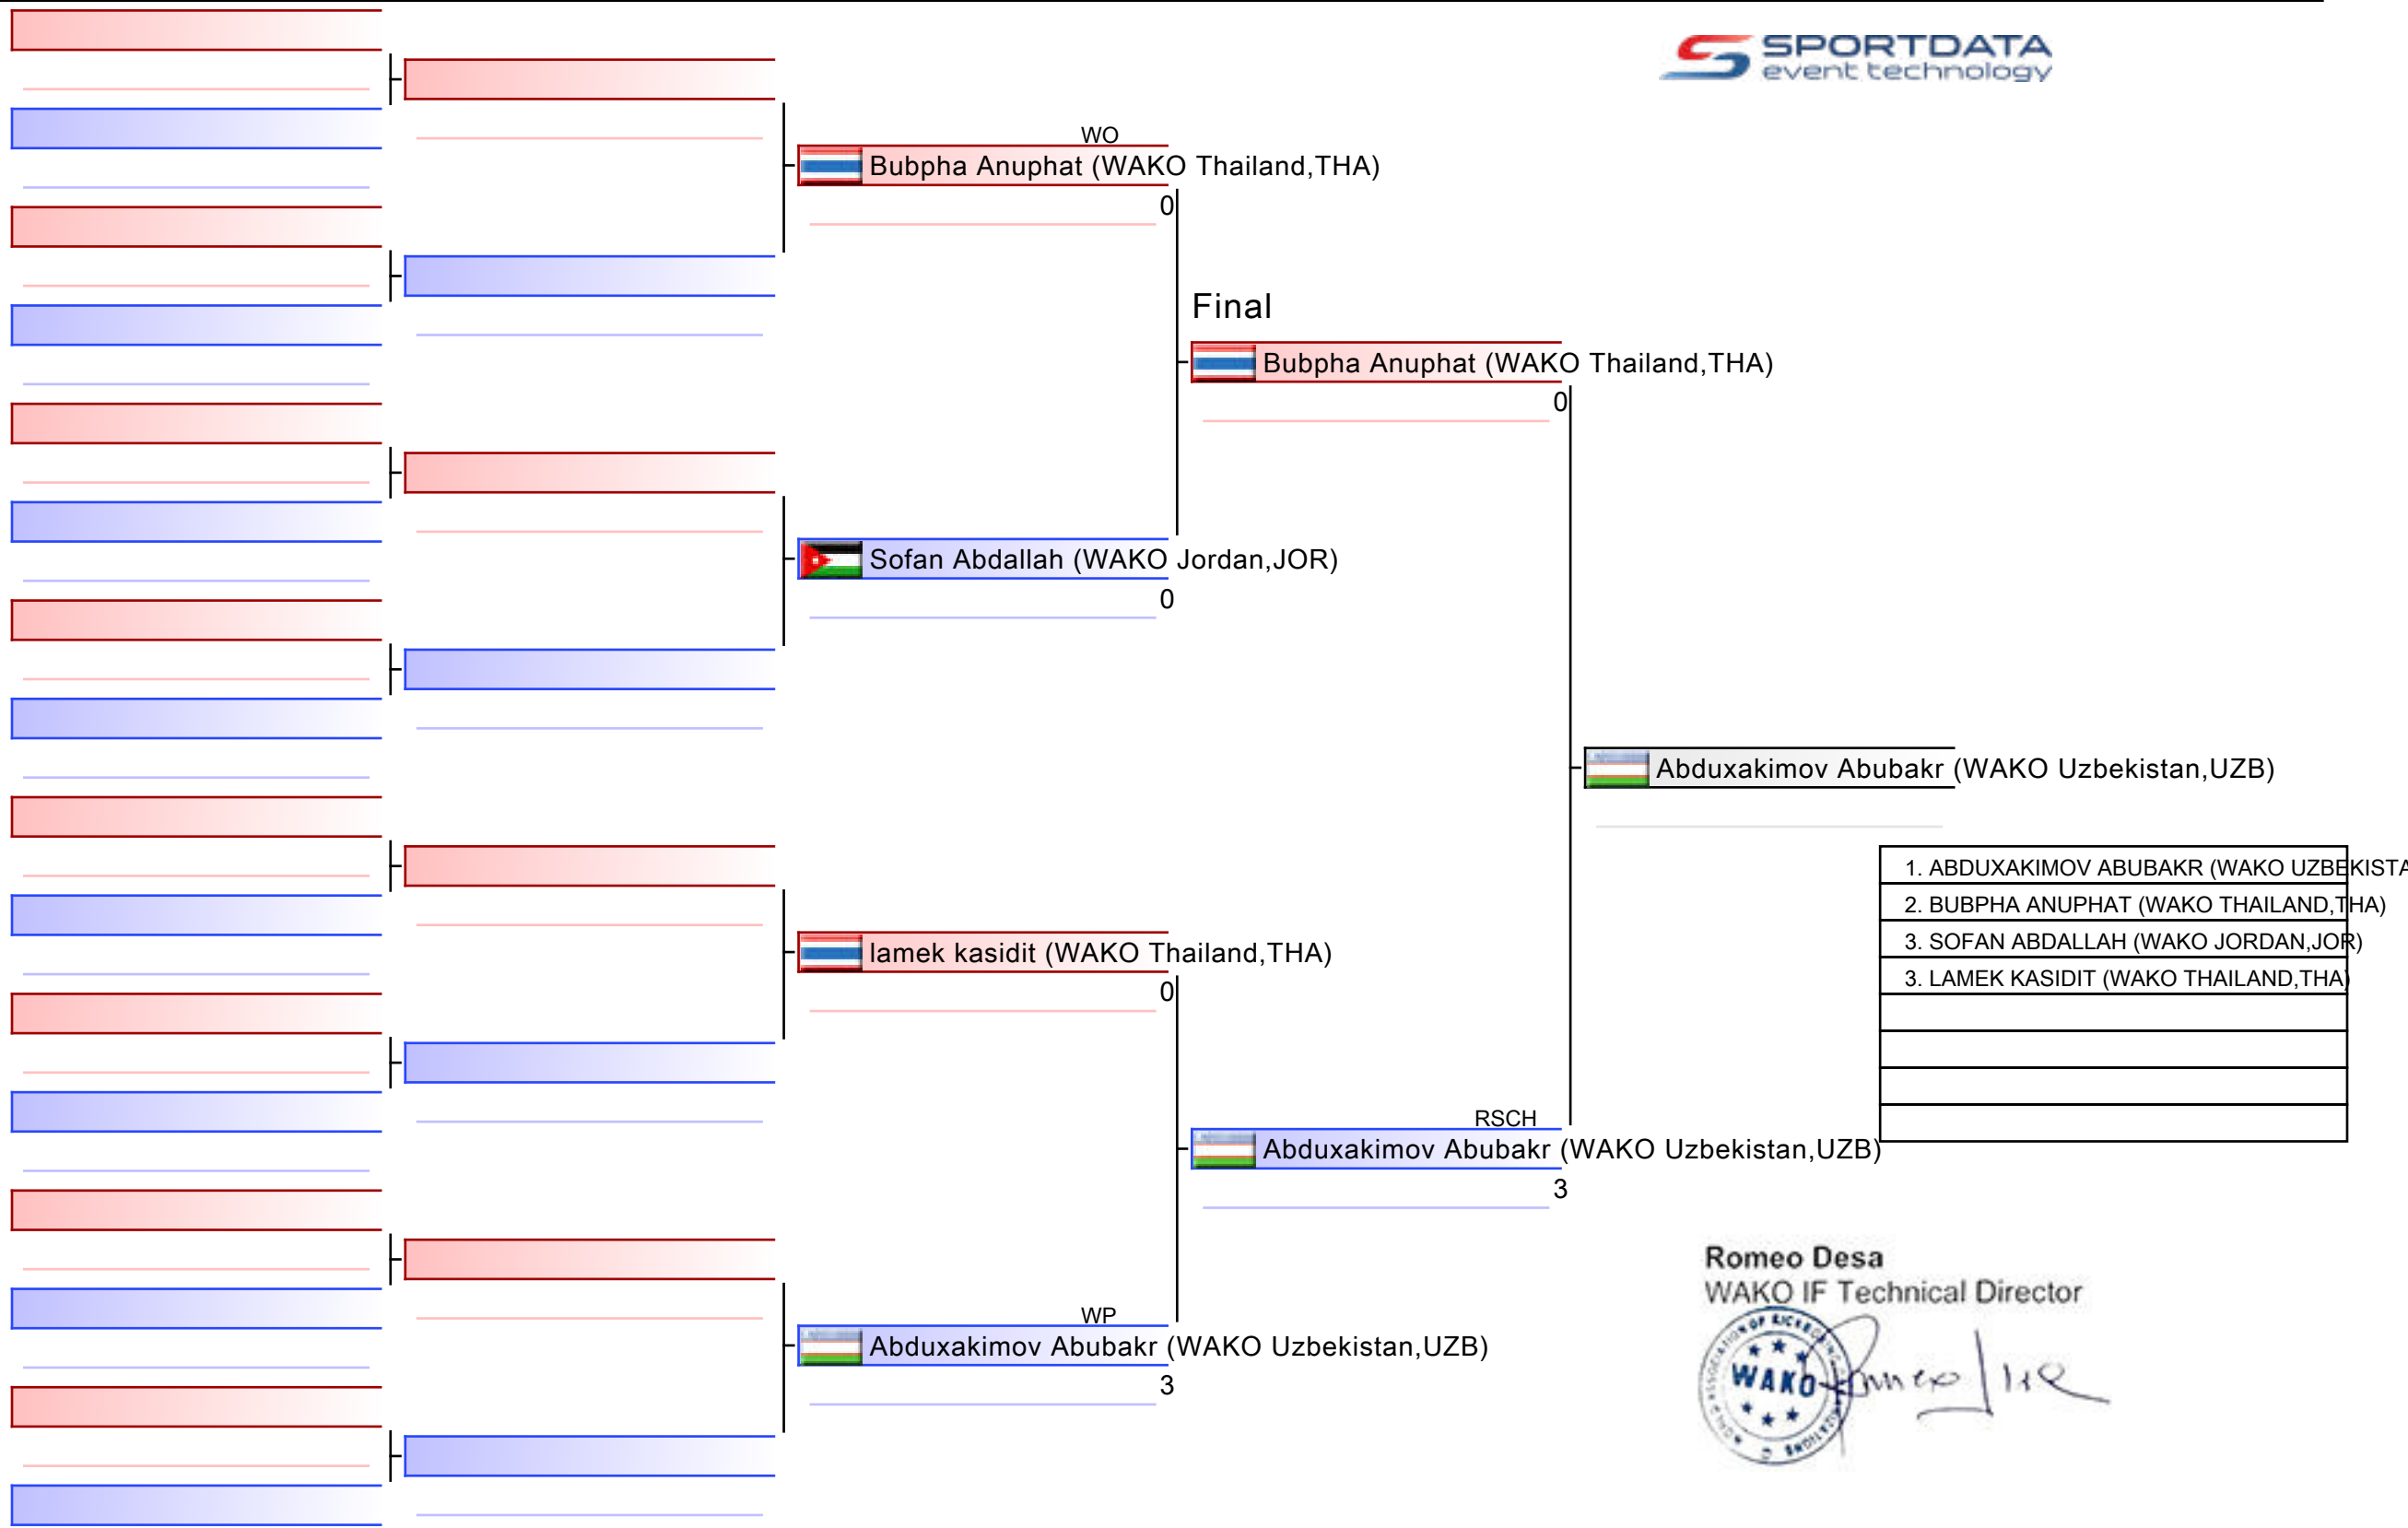 SPORTDATA
event technology
WO
Bubpha Anuphat (WAKO Thailand,THA)
0
Final
Bubpha Anuphat (WAKO Thailand,THA)
0
Sofan Abdallah (WAKO Jordan,JOR)
0
Abduxakimov Abubakr (WAKO Uzbekistan,UZB)
1. ABDUXAKIMOV ABUBAKR (WAKO UZBEKISTA
2. BUBPHA ANUPHAT (WAKO THAILAND,THA)
3. SOFAN ABDALLAH (WAKO JORDAN,JOR)
3. LAMEK KASIDIT (WAKO THAILAND,THA)
lamek kasidit (WAKO Thailand,THA)
0
RSCH
Abduxakimov Abubakr (WAKO Uzbekistan,UZB)
3
WP
Abduxakimov Abubakr (WAKO Uzbekistan,UZB)
3
Romeo Desa
WAKO IF Technical Director
WAKO